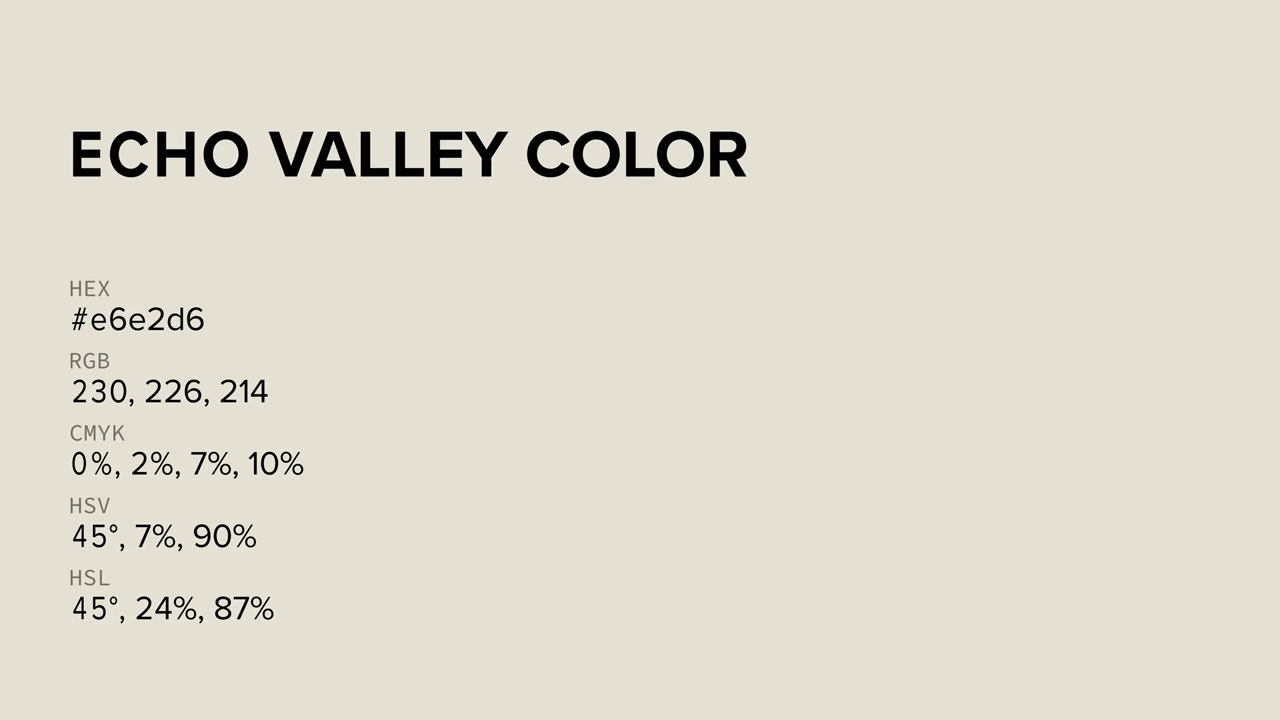 ECHO VALLEY COLOR
HEX
#e6e2d6
RGB
230, 226, 214
CMYK
0%, 2%, 7%, 10%
HSV
45°, 7%, 90%
HSL
45°, 24%, 87%